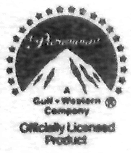 Paramount
A
Gulf+Western
Company
®
Officially Licensed
Product